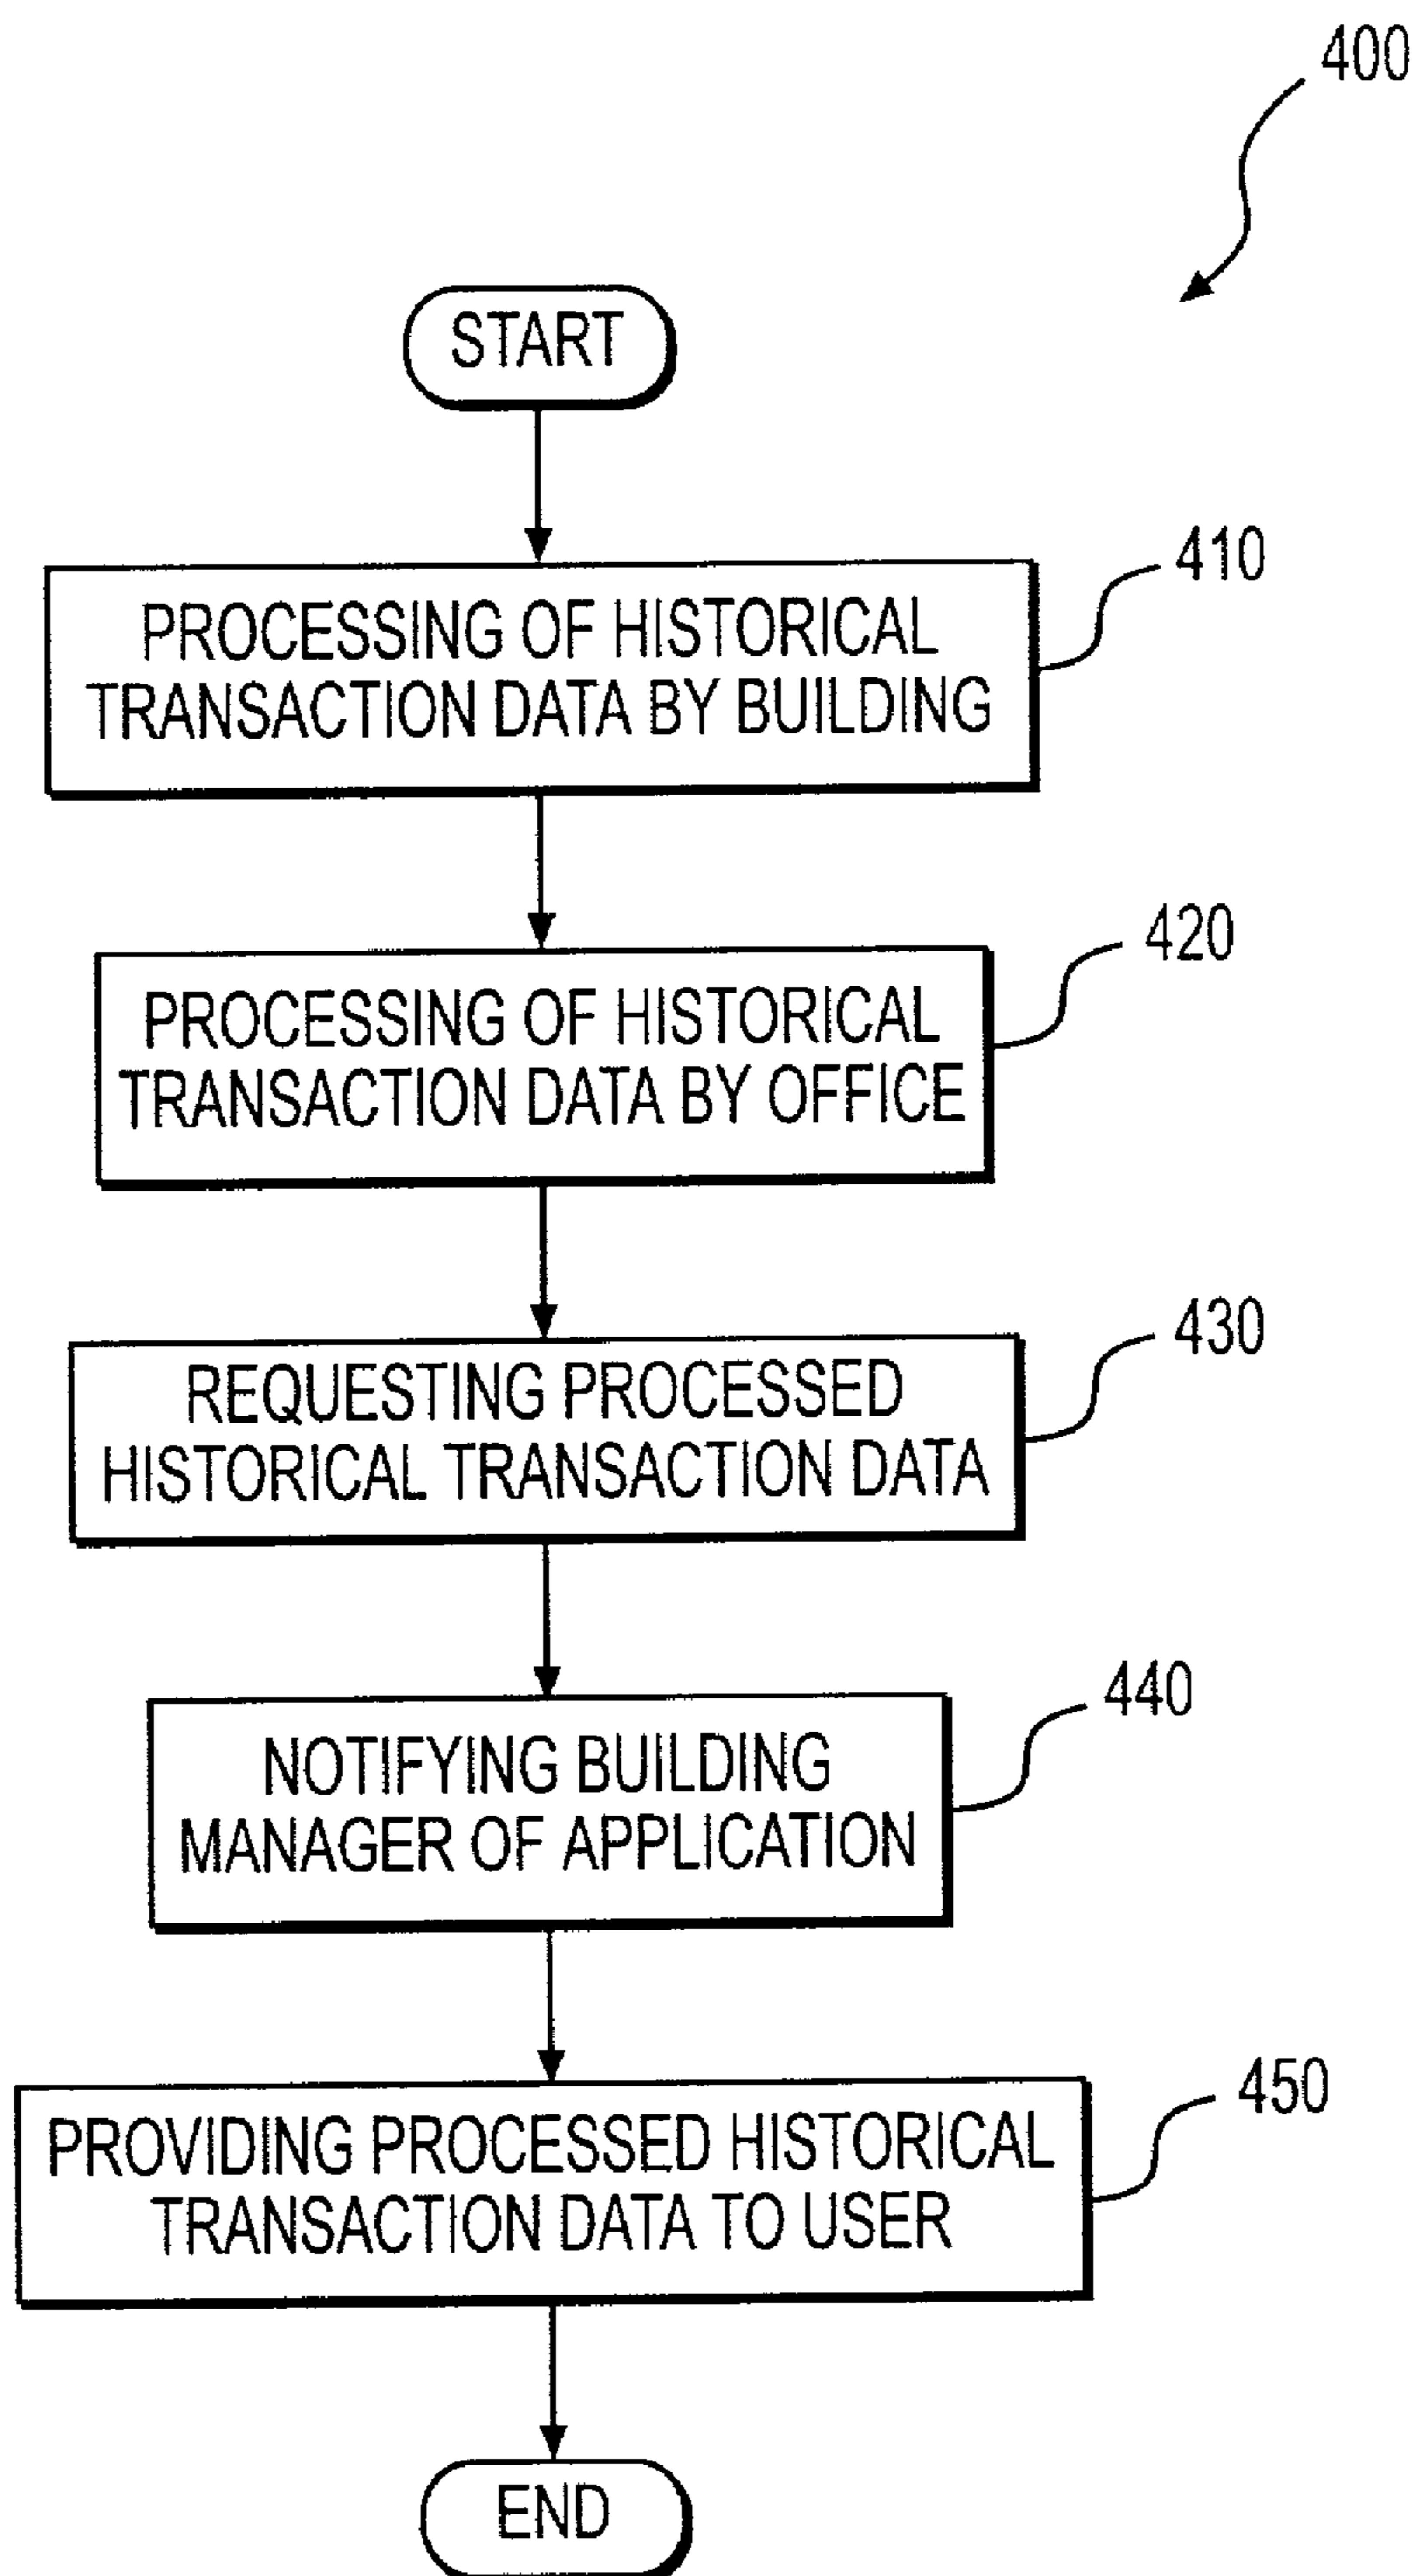 400
START
410
PROCESSING OF HISTORICAL
TRANSACTION DATA BY BUILDING
420
PROCESSING OF HISTORICAL
TRANSACTION DATA BY OFFICE
430
REQUESTING PROCESSED
HISTORICAL TRANSACTION DATA
440
NOTIFYING BUILDING
MANAGER OF APPLICATION
450
PROVIDING PROCESSED HISTORICAL
TRANSACTION DATA TO USER
END